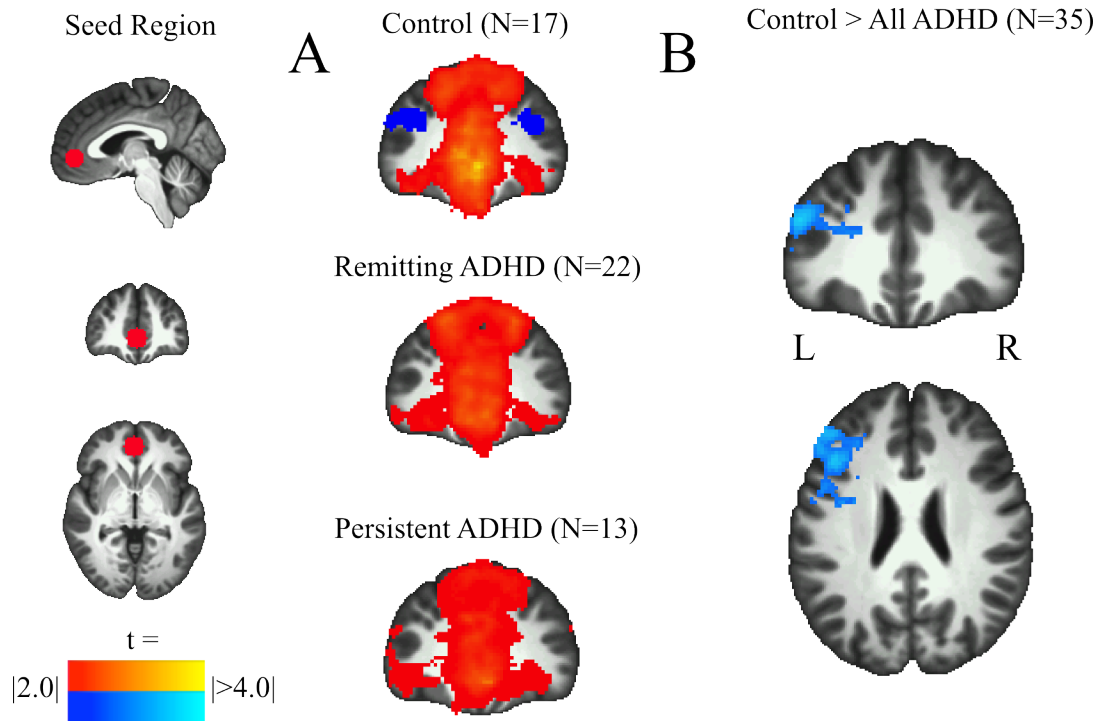 Seed Region
A
Control (N=17)
Remitting ADHD (N=22)
Persistent ADHD (N=13)
B
Control > All ADHD (N=35)
L
R
t =
|2.0|
|>4.0|